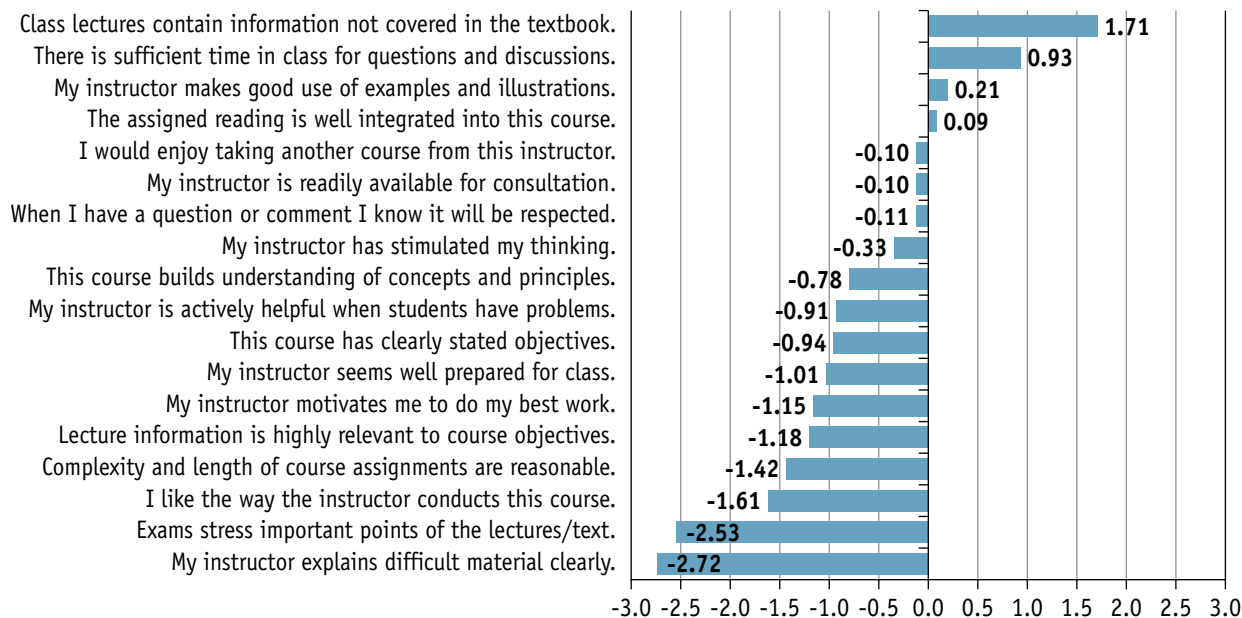 Class lectures contain information not covered in the textbook. 1.71
There is sufficient time in class for questions and discussions. 0.93
My instructor makes good use of examples and illustrations. 0.21
The assigned reading is well integrated into this course. 0.09
I would enjoy taking another course from this instructor. -0.10
My instructor is readily available for consultation. -0.10
When I have a question or comment I know it will be respected. -0.11
My instructor has stimulated my thinking. -0.33
This course builds understanding of concepts and principles. -0.78
My instructor is actively helpful when students have problems. -0.91
This course has clearly stated objectives. -0.94
My instructor seems well prepared for class. -1.01
My instructor motivates me to do my best work. -1.15
Lecture information is highly relevant to course objectives. -1.18
Complexity and length of course assignments are reasonable. -1.42
I like the way the instructor conducts this course. -1.61
Exams stress important points of the lectures/text. -2.53
My instructor explains difficult material clearly. -2.72
-3.0 -2.5 -2.0 -1.5 -1.0 -0.5 0.0 0.5 1.0 1.5 2.0 2.5 3.0